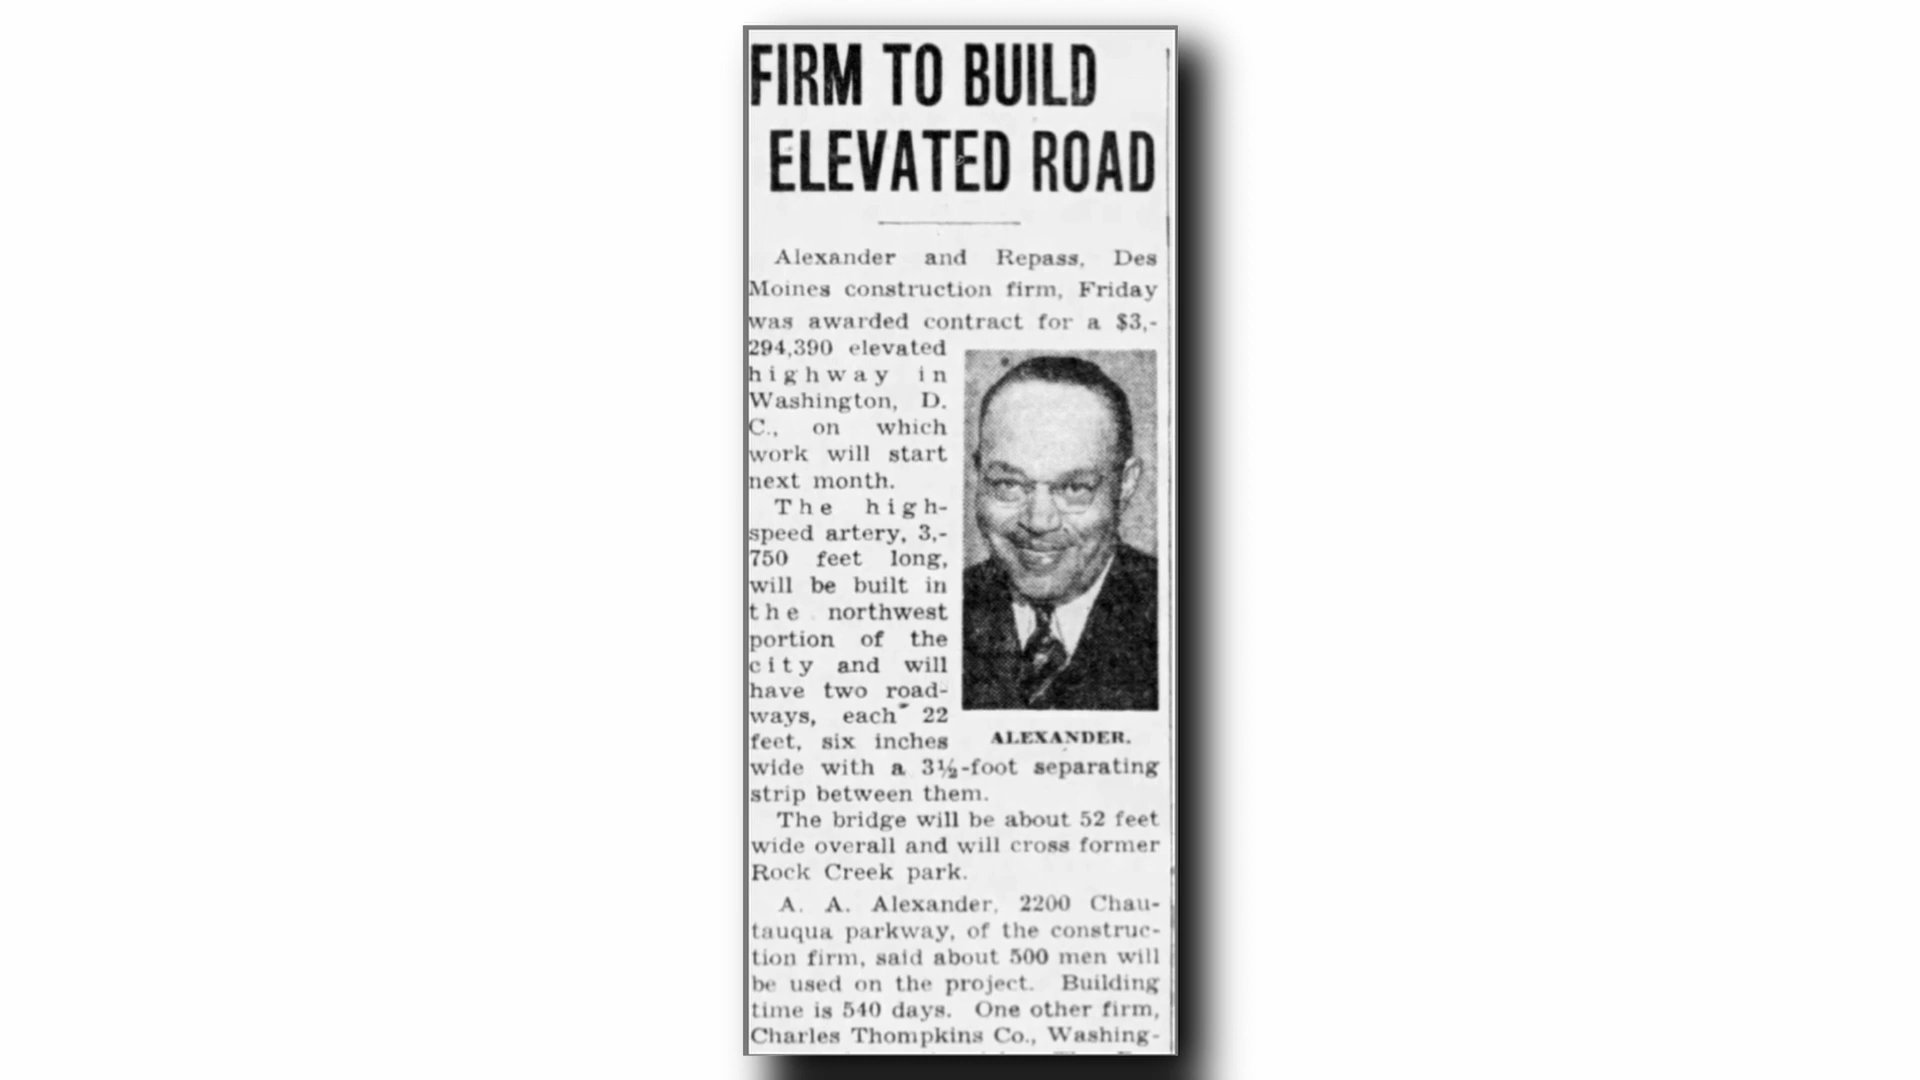 FIRM TO BUILD
ELEVATED ROAD
Alexander and Repass, Des
Moines construction firm, Friday
was awarded contract for a $3,-
294,390 elevated
highway in
Washington, D.
C., on which
work will start
next month.
The high-
speed artery, 3,-
750 feet long,
will be built in
the northwest
portion of the
city and will
have two road-
ways, each 22
feet, six inches
wide with a 3½-foot separating
strip between them.
ALEXANDER.
The bridge will be about 52 feet
wide overall and will cross former
Rock Creek park.
A. A. Alexander, 2200 Chau-
tauqua parkway, of the construc-
tion firm, said about 500 men will
be used on the project. Building
time is 540 days. One other firm,
Charles Thompkins Co., Washing-